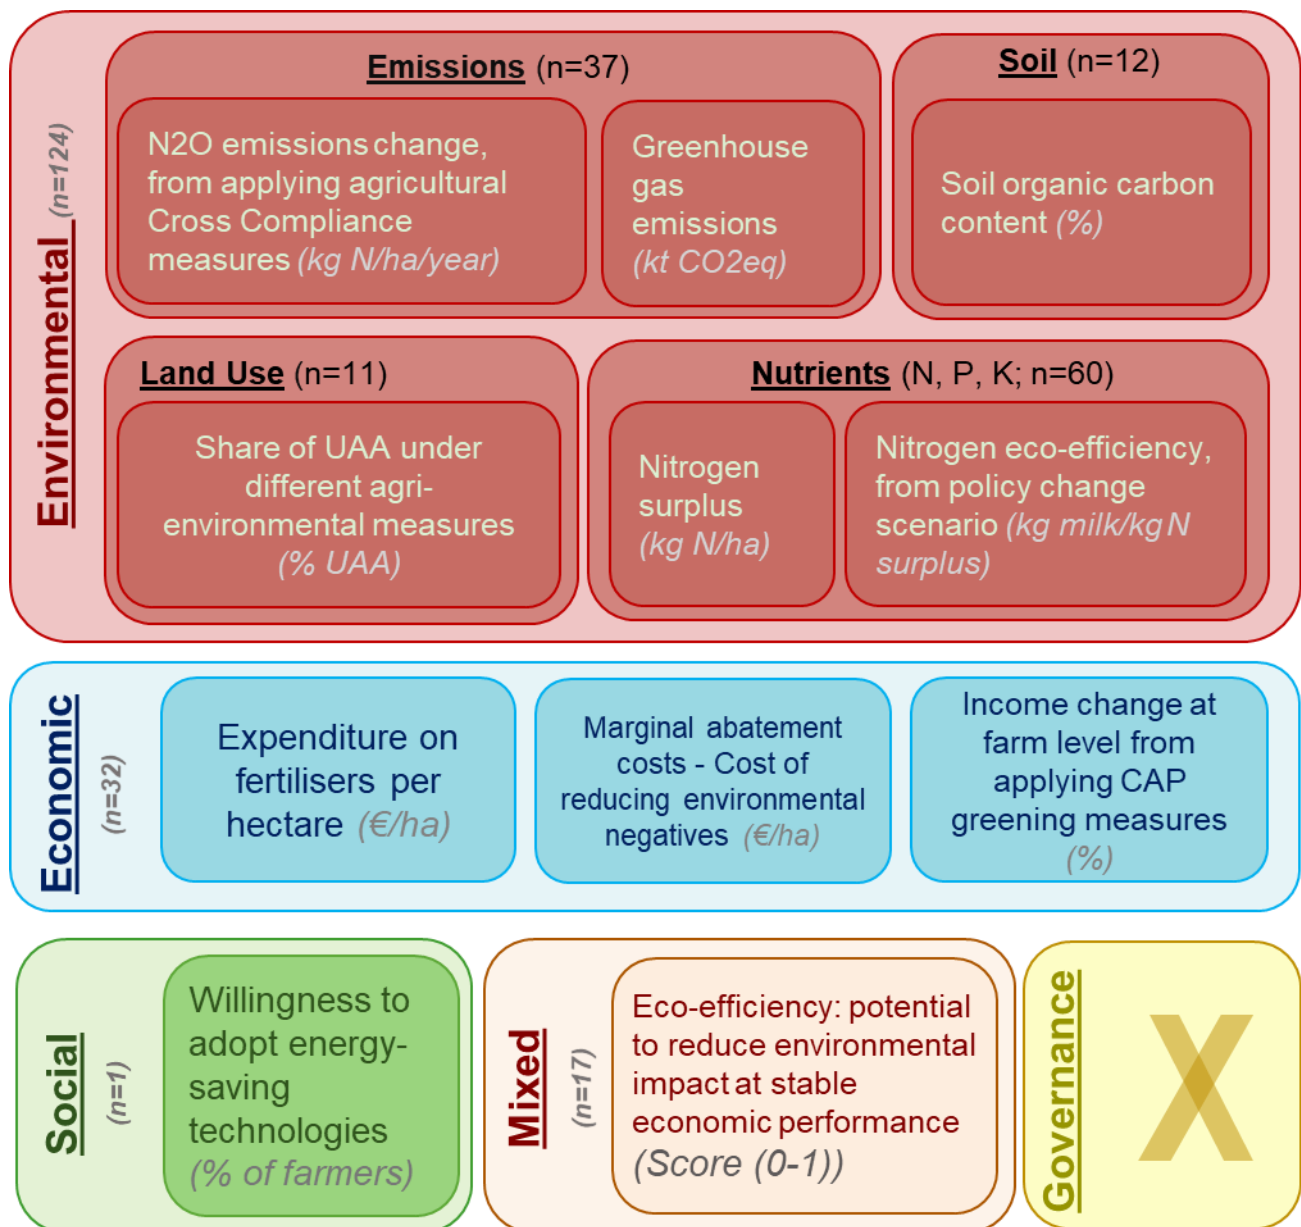 Environmental (n=124)
Emissions (n=37)
N2O emissions change,
from applying agricultural
Cross Compliance
measures (kg N/ha/year)
Greenhouse
gas
emissions
(kt CO2eq)
Soil (n=12)
Soil organic carbon
content (%)
Land Use (n=11)
Share of UAA under
different agri-
environmental measures
(% UAA)
Nutrients (N, P, K; n=60)
Nitrogen
surplus
(kg N/ha)
Nitrogen eco-efficiency,
from policy change
scenario (kg milk/kg N
surplus)
Economic
(n=32)
Expenditure on
fertilisers per
hectare (€/ha)
Marginal abatement
costs - Cost of
reducing environmental
negatives (€/ha)
Income change at
farm level from
applying CAP
greening measures
(%)
Social
(n=1)
Willingness to
adopt energy-
saving
technologies
(% of farmers)
Mixed
(n=17)
Eco-efficiency: potential
to reduce environmental
impact at stable
economic performance
(Score (0-1))
Governance
X